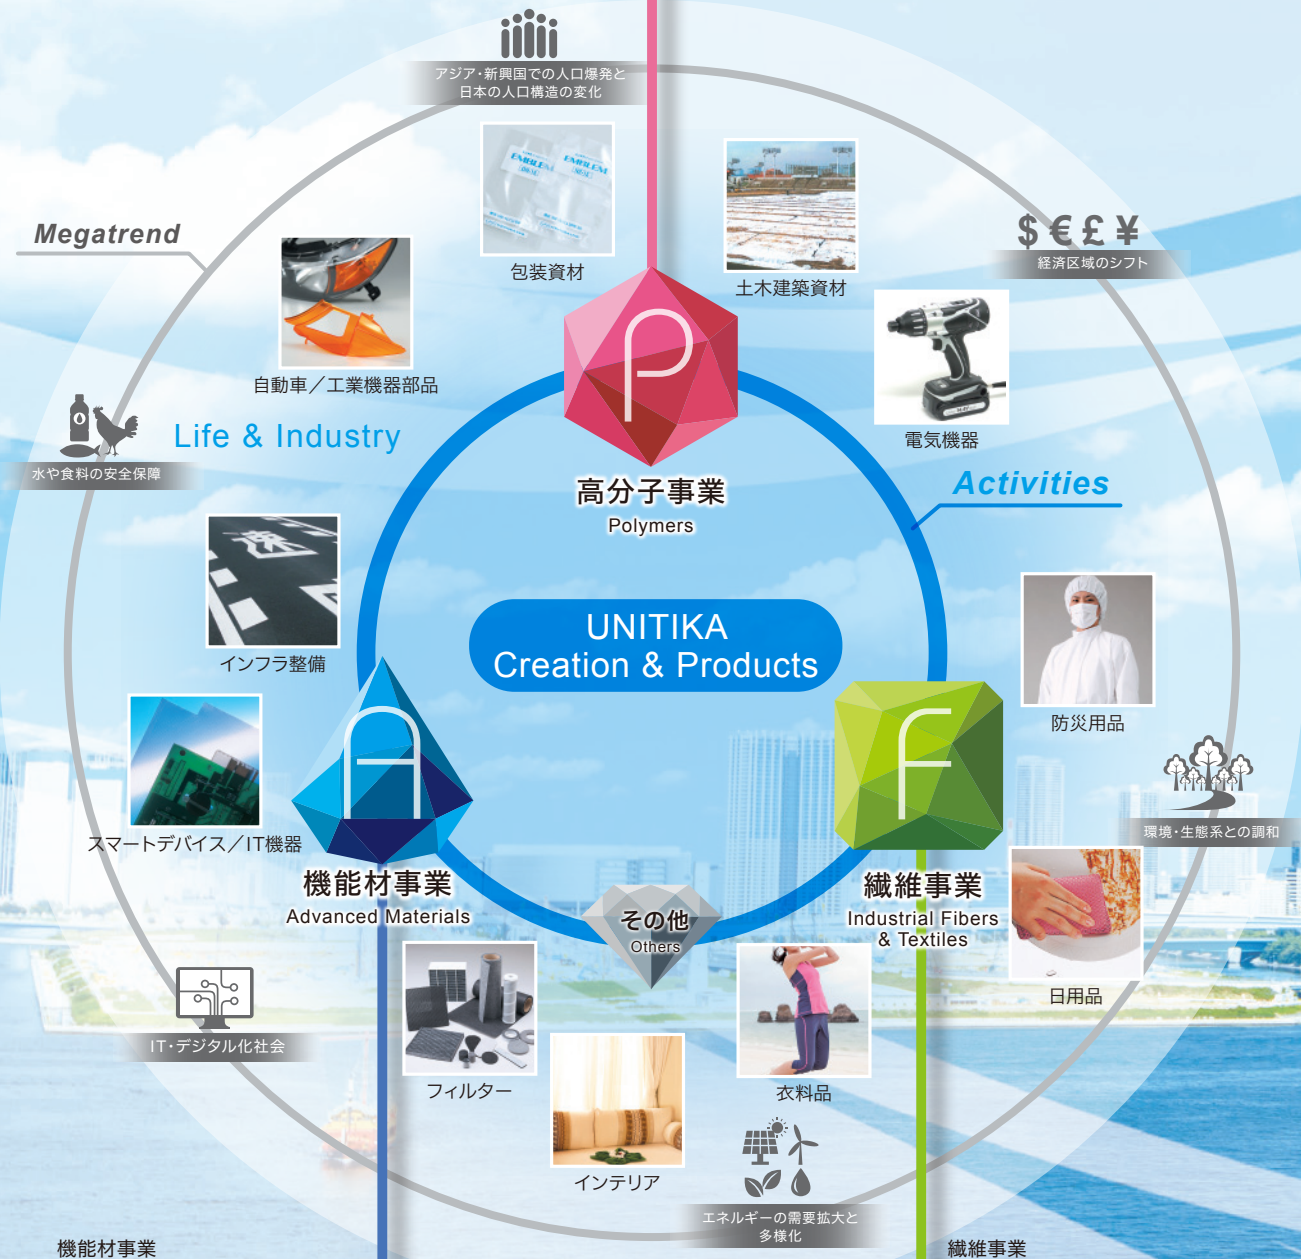 アジア・新興国での人口爆発と
日本の人口構造の変化
EMBLEM
EMBLEM
$ € £ ¥
経済区域のシフト
Megatrend
包装資材
土木建築資材
自動車／工業機器部品
P
電気機器
Life & Industry
水や食料の安全保障
高分子事業
Polymers
Activities
速
インフラ整備
UNITIKA
Creation & Products
防災用品
A
F
スマートデバイス／IT機器
環境・生態系との調和
機能材事業
Advanced Materials
その他
Others
繊維事業
Industrial Fibers
& Textiles
日用品
IT・デジタル化社会
フィルター
衣料品
インテリア
エネルギーの需要拡大と
多様化
機能材事業
繊維事業